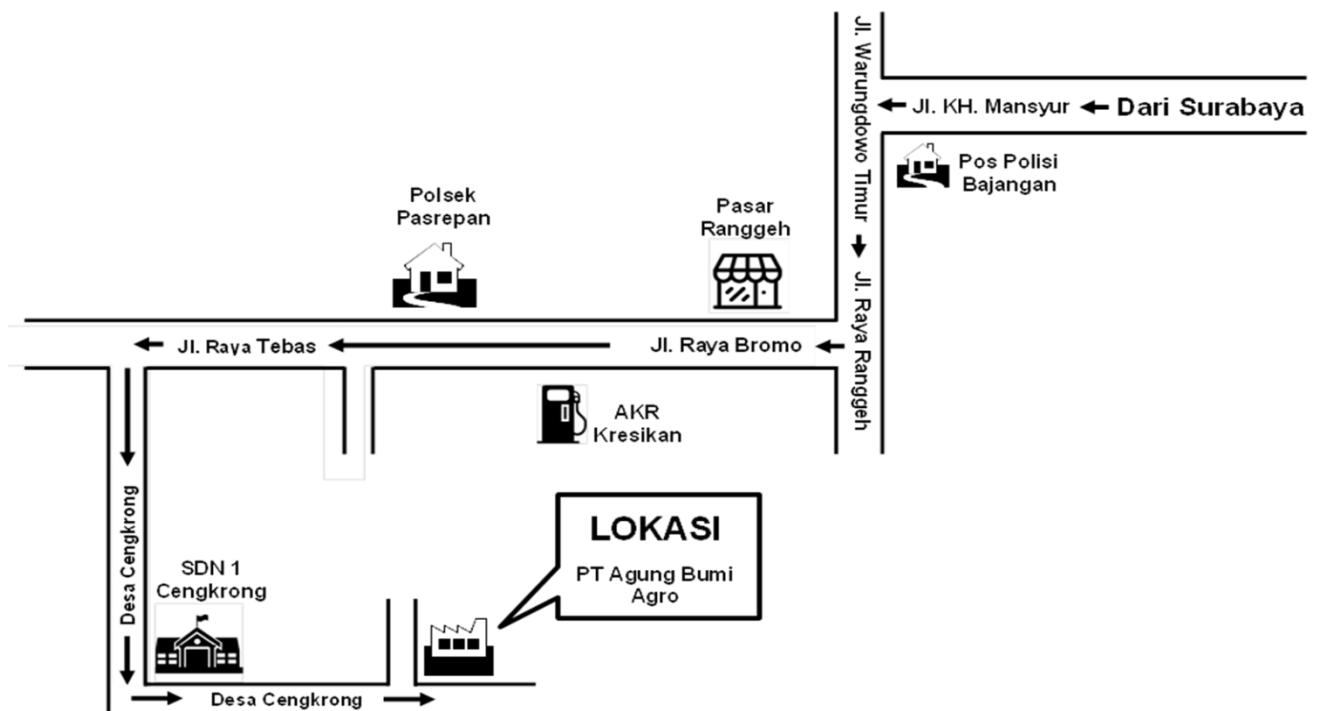 Jl. Warungdowo Timur
Jl. KH. Mansyur
Dari Surabaya
Pos Polisi
Bajangan
Polsek
Pasrepan
Pasar
Ranggeh
Jl. Raya Ranggeh
Jl. Raya Tebas
Jl. Raya Bromo
AKR
Kresikan
Desa Cengkrong
LOKASI
PT Agung Bumi
Agro
SDN 1
Cengkrong
Desa Cengkrong